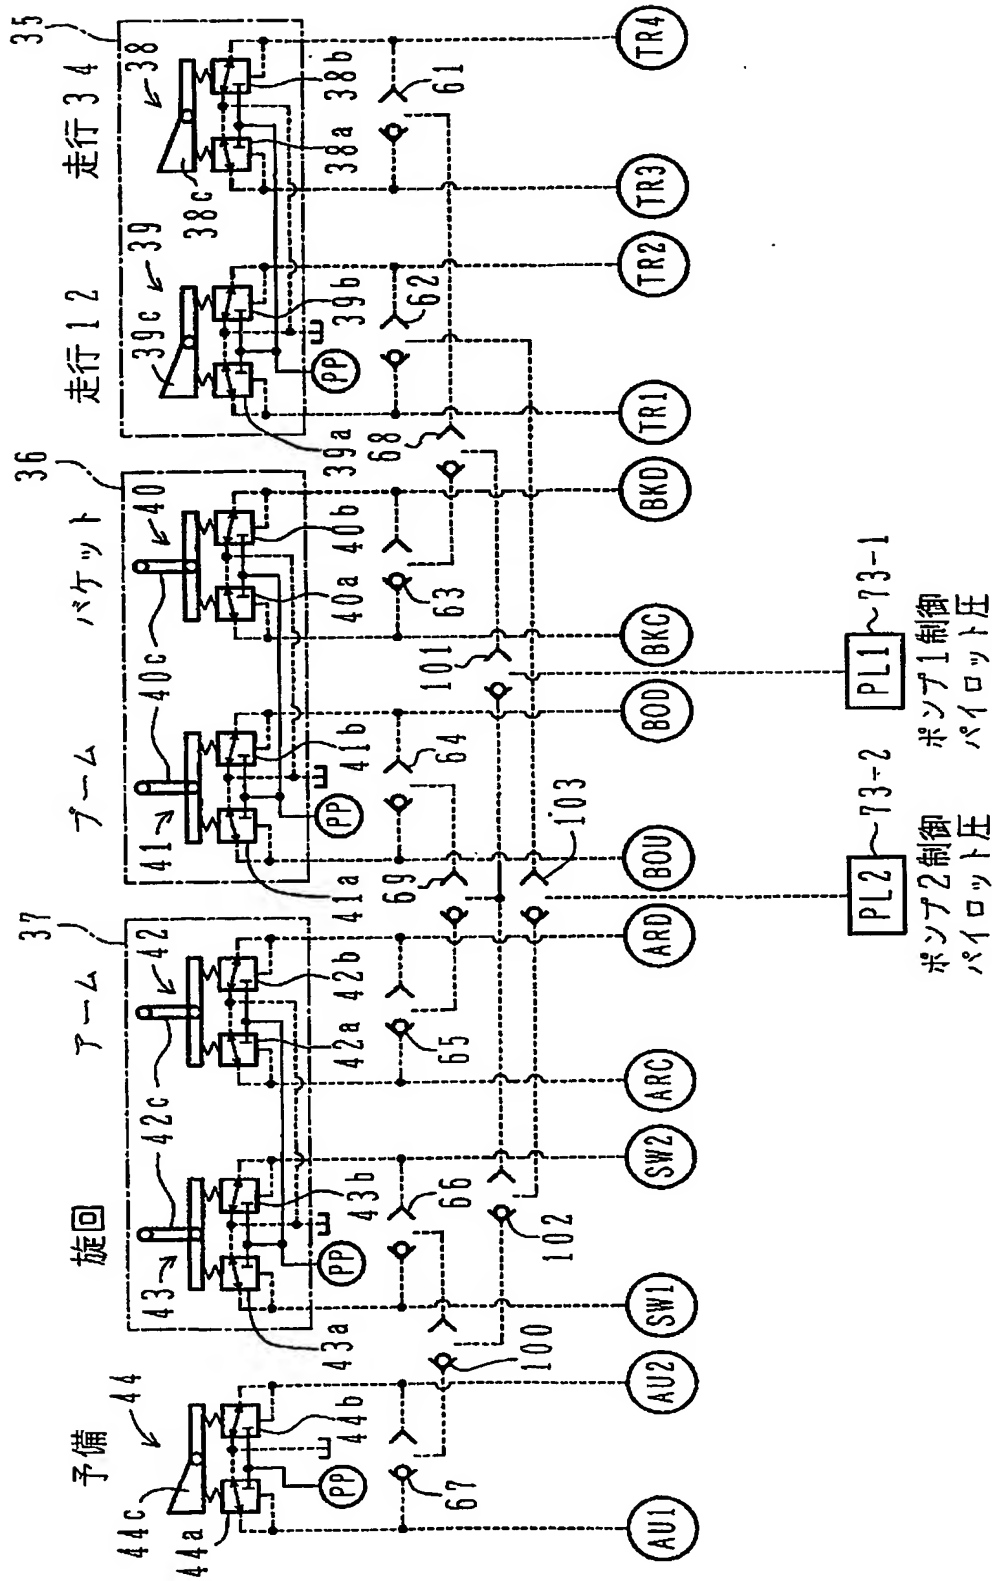 予備
旋回
アーム
ブーム
バケット
走行12
走行34
44
44c
44a
44b
43
42c
42
37
43a
43b
42a
42b
41
40c
40
36
41a
41b
40a
40b
39c
39
38c
38
35
39a
39b
38a
38b
PP
PP
PP
PP
67
100
66
102
65
69
64
103
101
63
68
62
61
AU1
AU2
SW1
SW2
ARC
ARD
BOU
BOD
BKC
BKD
TR1
TR2
TR3
TR4
PL2
73-2
ポンプ2制御
パイロット圧
PL1
73-1
ポンプ1制御
パイロット圧